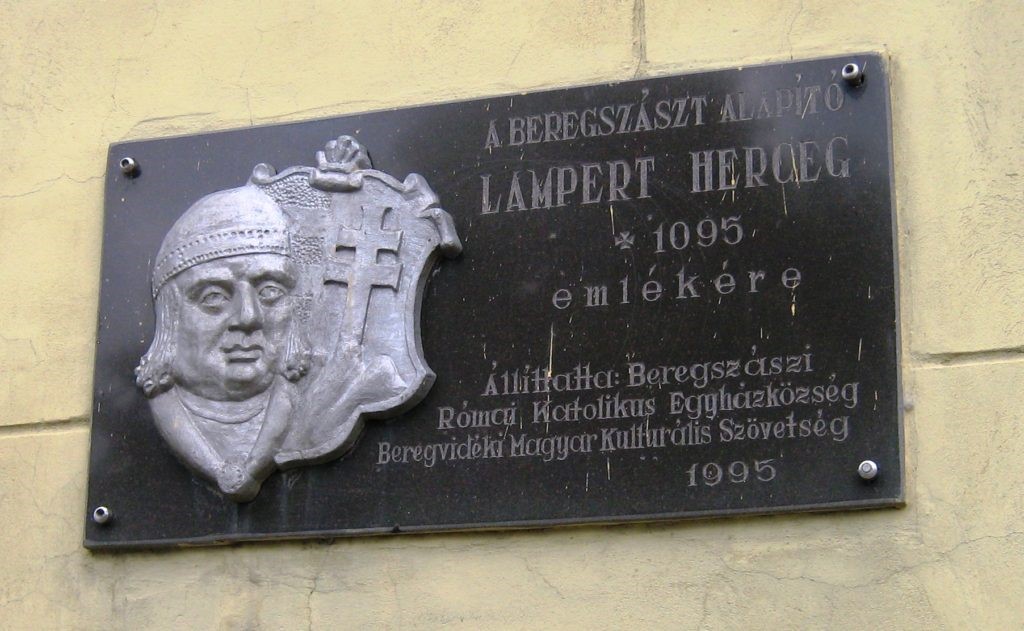 A BEREGSZÁSZT ALAPÍTÓ
LAMPERT HERCEG
✠ 1095
emlékére
Állíttatta: Beregszászi
Római Katolikus Egyházközség
Beregvidéki Magyar Kulturális Szövetség
1995